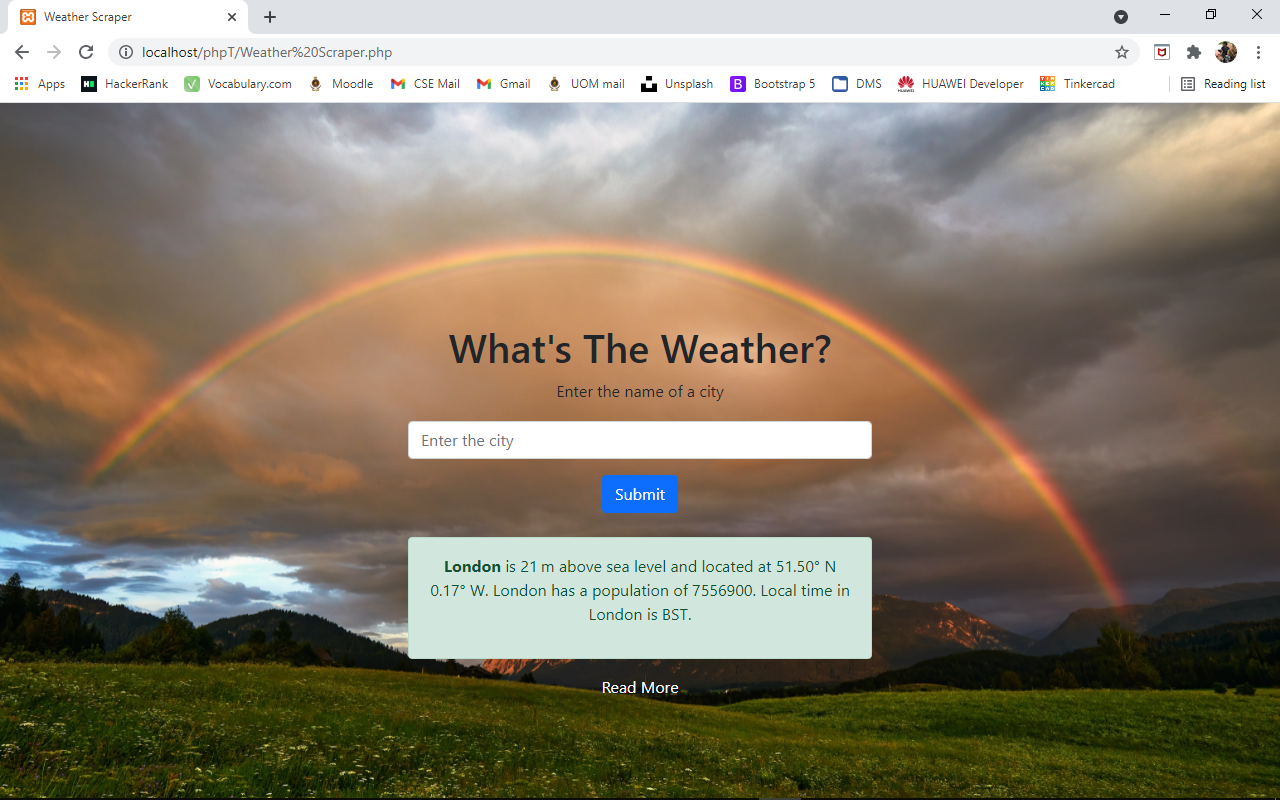 Weather Scraper
localhost/phpT/Weather%20Scraper.php
Apps HackerRank Vocabulary.com Moodle CSE Mail Gmail UOM mail Unsplash Bootstrap 5 DMS HUAWEI Developer Tinkercad Reading list
What's The Weather?
Enter the name of a city
Enter the city
Submit
London is 21 m above sea level and located at 51.50° N
0.17° W. London has a population of 7556900. Local time in
London is BST.
Read More